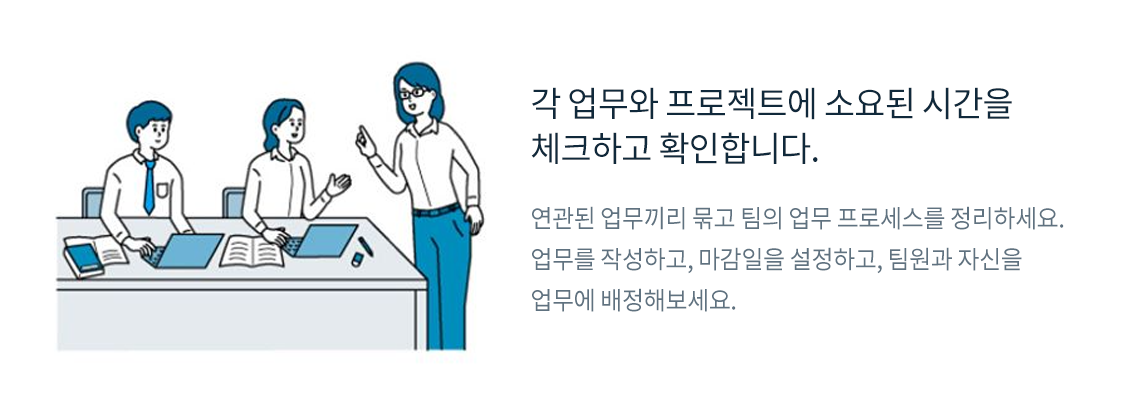 각 업무와 프로젝트에 소요된 시간을
체크하고 확인합니다.
연관된 업무끼리 묶고 팀의 업무 프로세스를 정리하세요.
업무를 작성하고, 마감일을 설정하고, 팀원과 자신을
업무에 배정해보세요.